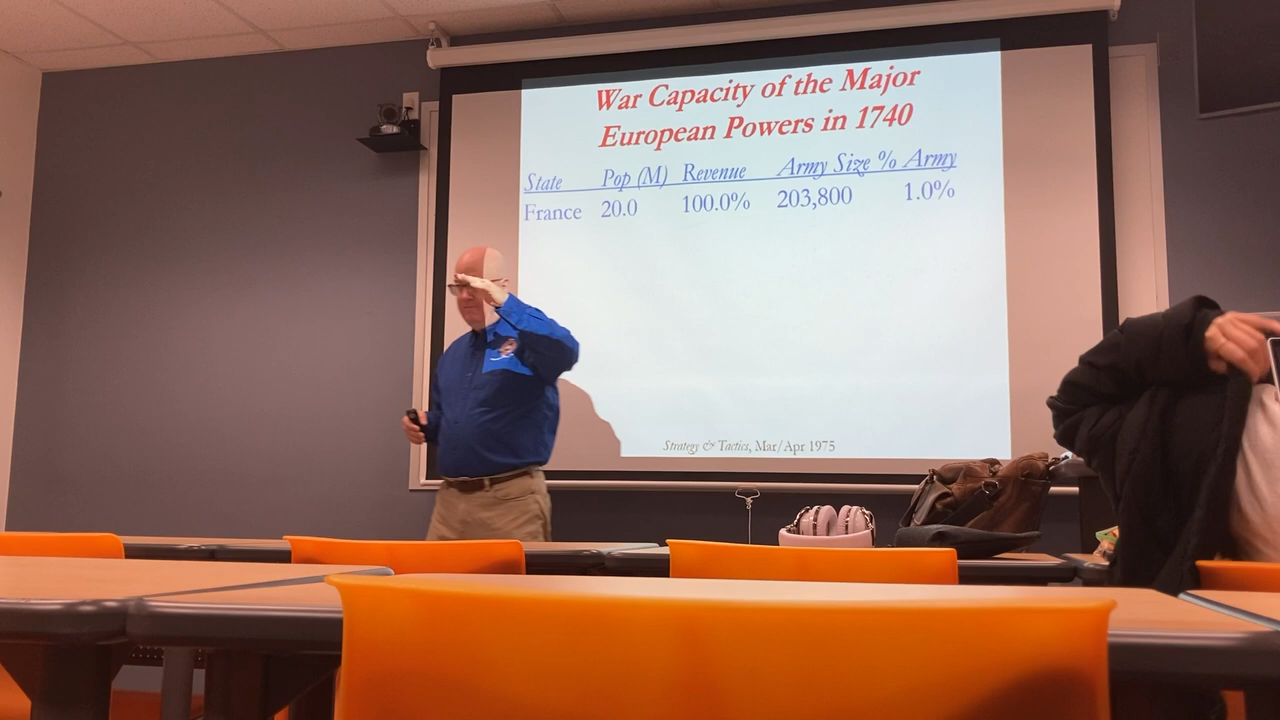 War Capacity of the Major
European Powers in 1740
State Pop (M) Revenue Army Size % Army
France 20.0 100.0% 203,800 1.0%
Strategy & Tactics, Mar/Apr 1975